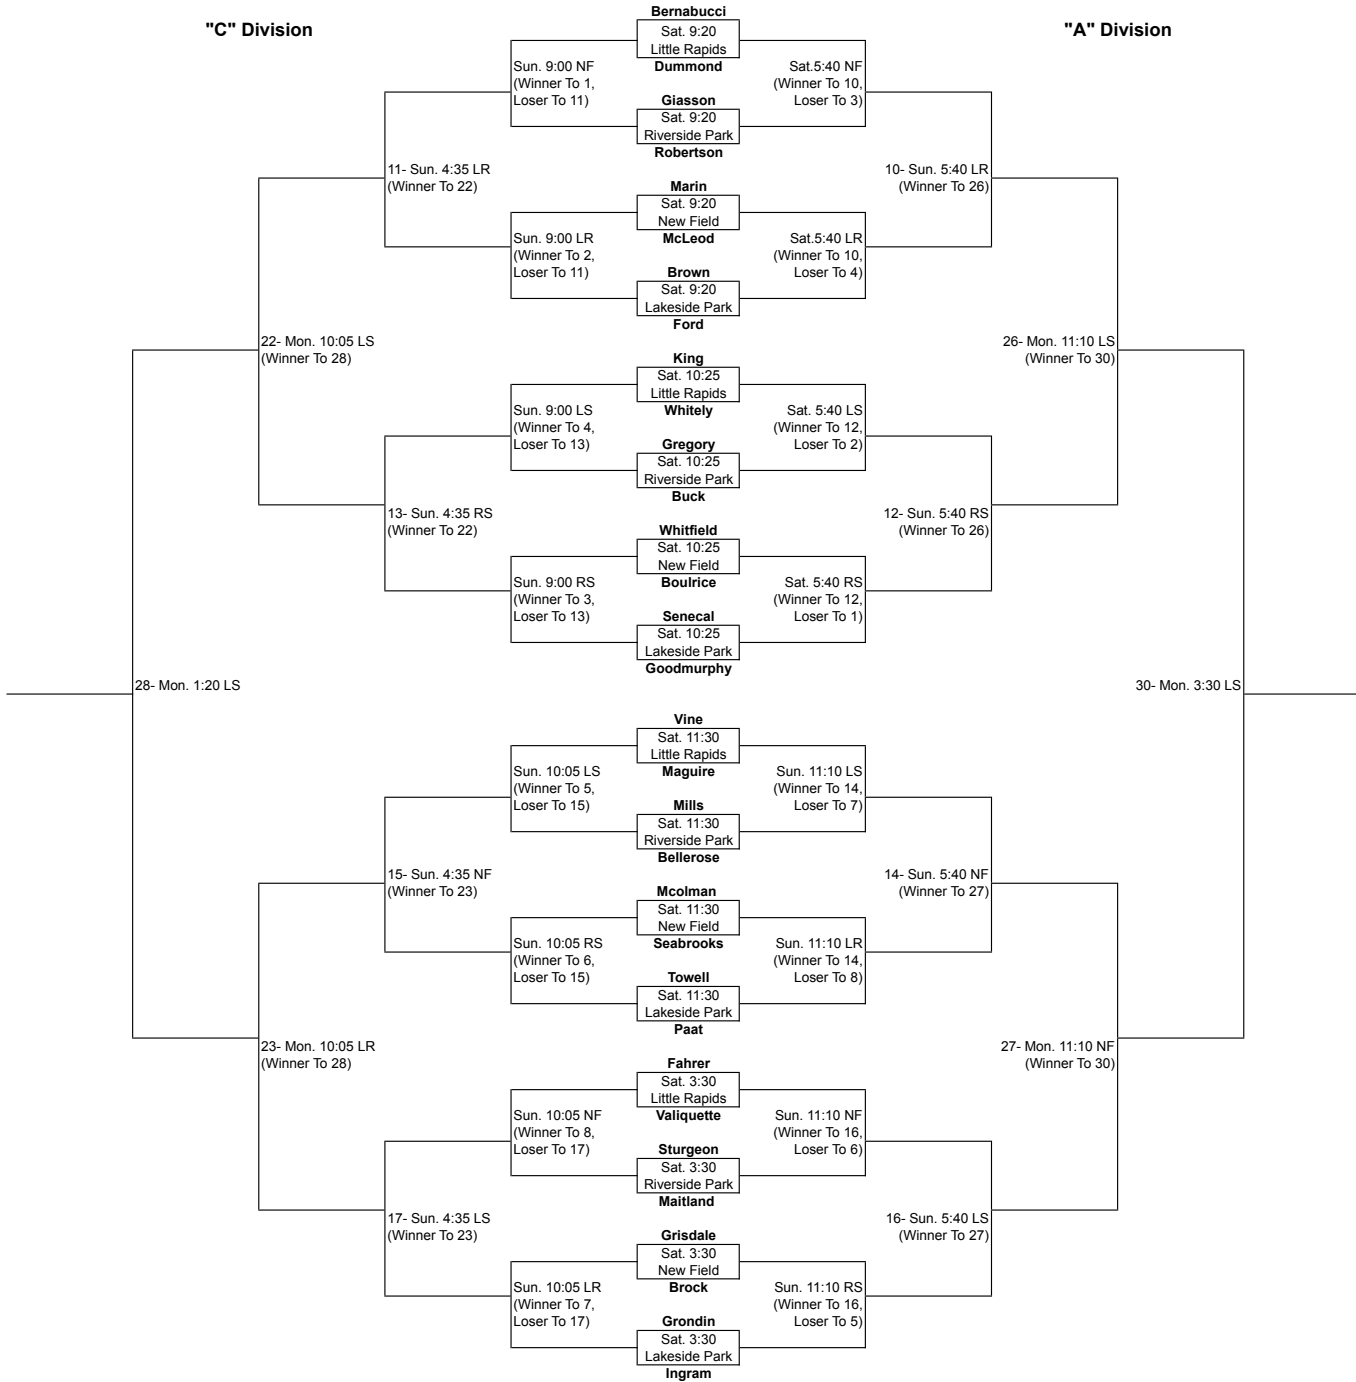 "C" Division
"A" Division
Bernabucci
Sat. 9:20
Little Rapids
Dummond
Sun. 9:00 NF
(Winner To 1,
Loser To 11)
Sat.5:40 NF
(Winner To 10,
Loser To 3)
Giasson
Sat. 9:20
Riverside Park
Robertson
11- Sun. 4:35 LR
(Winner To 22)
10- Sun. 5:40 LR
(Winner To 26)
Marin
Sat. 9:20
New Field
McLeod
Sun. 9:00 LR
(Winner To 2,
Loser To 11)
Sat.5:40 LR
(Winner To 10,
Loser To 4)
Brown
Sat. 9:20
Lakeside Park
Ford
22- Mon. 10:05 LS
(Winner To 28)
26- Mon. 11:10 LS
(Winner To 30)
King
Sat. 10:25
Little Rapids
Whitely
Sun. 9:00 LS
(Winner To 4,
Loser To 13)
Sat. 5:40 LS
(Winner To 12,
Loser To 2)
Gregory
Sat. 10:25
Riverside Park
Buck
13- Sun. 4:35 RS
(Winner To 22)
12- Sun. 5:40 RS
(Winner To 26)
Whitfield
Sat. 10:25
New Field
Boulrice
Sun. 9:00 RS
(Winner To 3,
Loser To 13)
Sat. 5:40 RS
(Winner To 12,
Loser To 1)
Senecal
Sat. 10:25
Lakeside Park
Goodmurphy
28- Mon. 1:20 LS
30- Mon. 3:30 LS
Vine
Sat. 11:30
Little Rapids
Maguire
Sun. 10:05 LS
(Winner To 5,
Loser To 15)
Sun. 11:10 LS
(Winner To 14,
Loser To 7)
Mills
Sat. 11:30
Riverside Park
Bellerose
15- Sun. 4:35 NF
(Winner To 23)
14- Sun. 5:40 NF
(Winner To 27)
Mcolman
Sat. 11:30
New Field
Seabrooks
Sun. 10:05 RS
(Winner To 6,
Loser To 15)
Sun. 11:10 LR
(Winner To 14,
Loser To 8)
Towell
Sat. 11:30
Lakeside Park
Paat
23- Mon. 10:05 LR
(Winner To 28)
27- Mon. 11:10 NF
(Winner To 30)
Fahrer
Sat. 3:30
Little Rapids
Valiquette
Sun. 10:05 NF
(Winner To 8,
Loser To 17)
Sun. 11:10 NF
(Winner To 16,
Loser To 6)
Sturgeon
Sat. 3:30
Riverside Park
Maitland
17- Sun. 4:35 LS
(Winner To 23)
16- Sun. 5:40 LS
(Winner To 27)
Grisdale
Sat. 3:30
New Field
Brock
Sun. 10:05 LR
(Winner To 7,
Loser To 17)
Sun. 11:10 RS
(Winner To 16,
Loser To 5)
Grondin
Sat. 3:30
Lakeside Park
Ingram